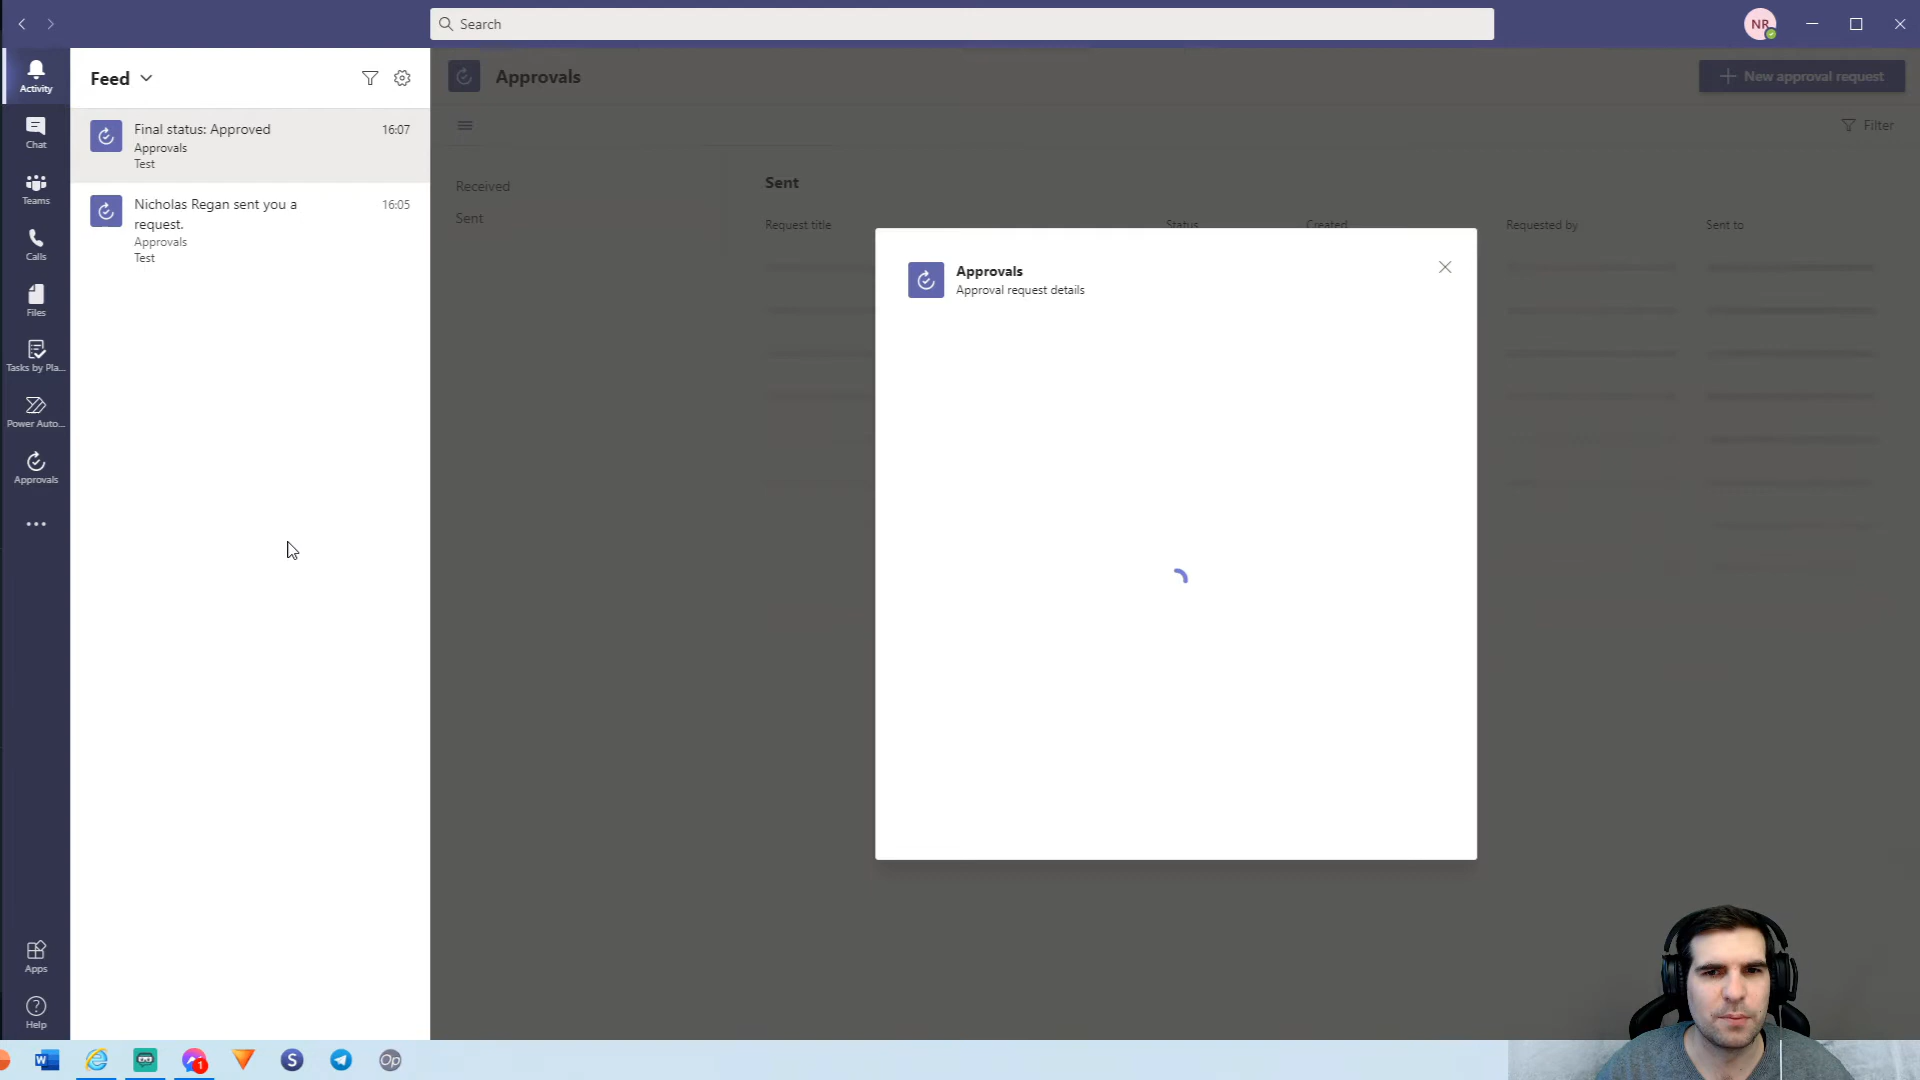 Search
NR
Activity
Chat
Teams
Calls
Files
Tasks by Pla...
Power Auto...
Approvals
Apps
Help
Feed
Final status: Approved
16:07
Approvals
Test
Nicholas Regan sent you a
request.
16:05
Approvals
Test
Approvals
New approval request
Filter
Received
Sent
Sent
Request title
Status
Created
Requested by
Sent to
Approvals
Approval request details
W
1
S
Op